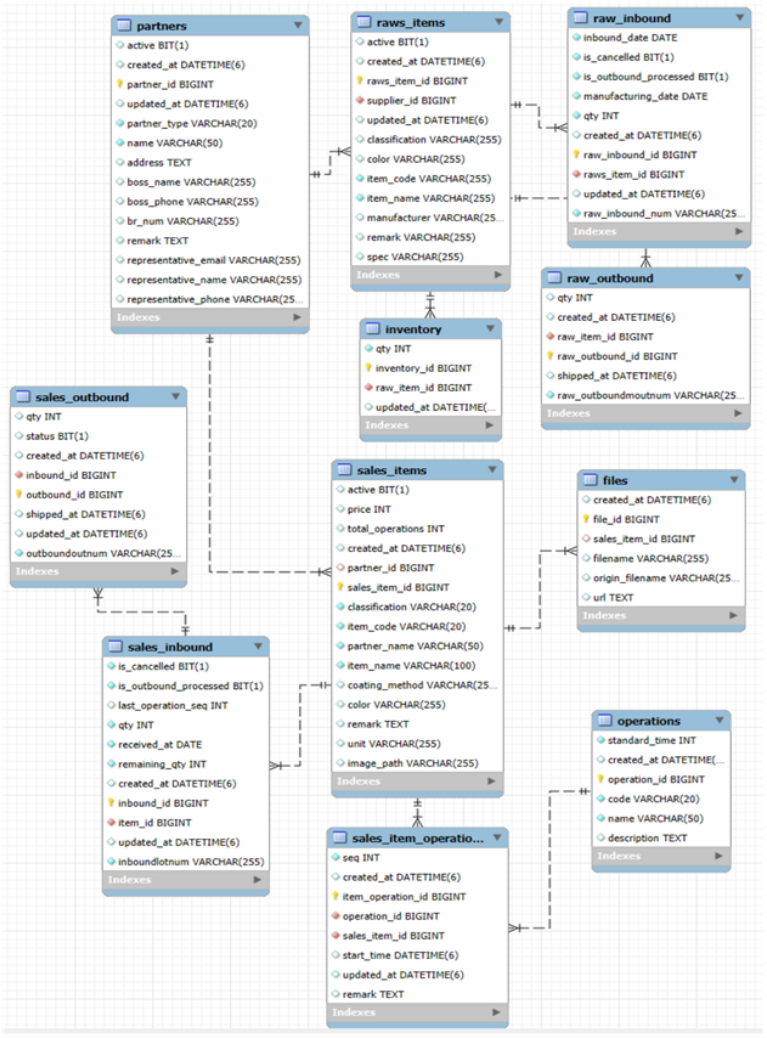 partners
active BIT(1)
created_at DATETIME(6)
partner_id BIGINT
updated_at DATETIME(6)
partner_type VARCHAR(20)
name VARCHAR(50)
address TEXT
boss_name VARCHAR(255)
boss_phone VARCHAR(255)
br_num VARCHAR(255)
remark TEXT
representative_email VARCHAR(255)
representative_name VARCHAR(255)
representative_phone VARCHAR(25...
Indexes
raws_items
active BIT(1)
created_at DATETIME(6)
raws_item_id BIGINT
supplier_id BIGINT
updated_at DATETIME(6)
classification VARCHAR(255)
color VARCHAR(255)
item_code VARCHAR(255)
item_name VARCHAR(255)
manufacturer VARCHAR(25...
remark VARCHAR(255)
spec VARCHAR(255)
Indexes
raw_inbound
inbound_date DATE
is_cancelled BIT(1)
is_outbound_processed BIT(1)
manufacturing_date DATE
qty INT
created_at DATETIME(6)
raw_inbound_id BIGINT
raws_item_id BIGINT
updated_at DATETIME(6)
raw_inbound_num VARCHAR(25...
Indexes
raw_outbound
qty INT
created_at DATETIME(6)
raw_item_id BIGINT
raw_outbound_id BIGINT
shipped_at DATETIME(6)
raw_outboundmoutnum VARCHAR(25...
Indexes
inventory
qty INT
inventory_id BIGINT
raw_item_id BIGINT
updated_at DATETIME(...
Indexes
sales_outbound
qty INT
status BIT(1)
created_at DATETIME(6)
inbound_id BIGINT
outbound_id BIGINT
shipped_at DATETIME(6)
updated_at DATETIME(6)
outboundoutnum VARCHAR(25...
Indexes
sales_items
active BIT(1)
price INT
total_operations INT
created_at DATETIME(6)
partner_id BIGINT
sales_item_id BIGINT
classification VARCHAR(20)
item_code VARCHAR(20)
partner_name VARCHAR(50)
item_name VARCHAR(100)
coating_method VARCHAR(25...
color VARCHAR(255)
remark TEXT
unit VARCHAR(255)
image_path VARCHAR(255)
Indexes
files
created_at DATETIME(6)
file_id BIGINT
sales_item_id BIGINT
filename VARCHAR(255)
origin_filename VARCHAR(25...
url TEXT
Indexes
sales_inbound
is_cancelled BIT(1)
is_outbound_processed BIT(1)
last_operation_seq INT
qty INT
received_at DATE
remaining_qty INT
created_at DATETIME(6)
inbound_id BIGINT
item_id BIGINT
updated_at DATETIME(6)
inboundlotnum VARCHAR(255)
Indexes
operations
standard_time INT
created_at DATETIME(...
operation_id BIGINT
code VARCHAR(20)
name VARCHAR(50)
description TEXT
Indexes
sales_item_operatio...
seq INT
created_at DATETIME(6)
item_operation_id BIGINT
operation_id BIGINT
sales_item_id BIGINT
start_time DATETIME(6)
updated_at DATETIME(6)
remark TEXT
Indexes